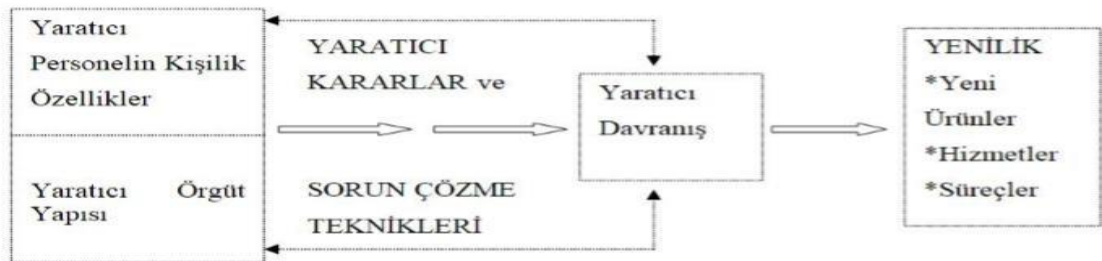 Yaratıcı
Personelin Kişilik
Özellikler
Yaratıcı Örgüt
Yapısı
YARATICI
KARARLAR ve
SORUN ÇÖZME
TEKNİKLERİ
Yaratıcı
Davranış
YENİLİK
*Yeni
Ürünler
*Hizmetler
*Süreçler